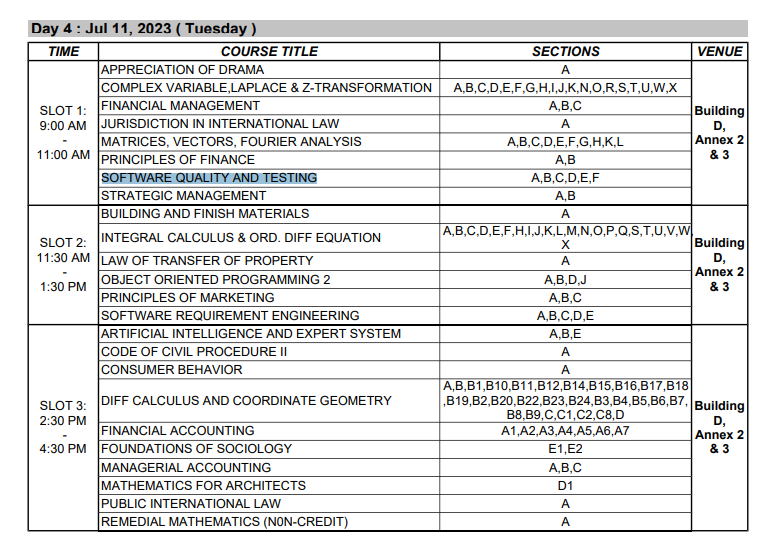 Day 4 : Jul 11, 2023 ( Tuesday )
TIME COURSE TITLE SECTIONS VENUE
SLOT 1:
9:00 AM
-
11:00 AM
APPRECIATION OF DRAMA A
COMPLEX VARIABLE,LAPLACE & Z-TRANSFORMATION A,B,C,D,E,F,G,H,I,J,K,N,O,R,S,T,U,W,X
FINANCIAL MANAGEMENT A,B,C
JURISDICTION IN INTERNATIONAL LAW A
MATRICES, VECTORS, FOURIER ANALYSIS A,B,C,D,E,F,G,H,K,L
PRINCIPLES OF FINANCE A,B
SOFTWARE QUALITY AND TESTING A,B,C,D,E,F
STRATEGIC MANAGEMENT A,B
Building
D,
Annex 2
& 3
SLOT 2:
11:30 AM
-
1:30 PM
BUILDING AND FINISH MATERIALS A
INTEGRAL CALCULUS & ORD. DIFF EQUATION A,B,C,D,E,F,H,I,J,K,L,M,N,O,P,Q,S,T,U,V,W,
X
LAW OF TRANSFER OF PROPERTY A
OBJECT ORIENTED PROGRAMMING 2 A,B,D,J
PRINCIPLES OF MARKETING A,B,C
SOFTWARE REQUIREMENT ENGINEERING A,B,C,D,E
Building
D,
Annex 2
& 3
SLOT 3:
2:30 PM
-
4:30 PM
ARTIFICIAL INTELLIGENCE AND EXPERT SYSTEM A,B,E
CODE OF CIVIL PROCEDURE II A
CONSUMER BEHAVIOR A
DIFF CALCULUS AND COORDINATE GEOMETRY A,B,B1,B10,B11,B12,B14,B15,B16,B17,B18
,B19,B2,B20,B22,B23,B24,B3,B4,B5,B6,B7,
B8,B9,C,C1,C2,C8,D
FINANCIAL ACCOUNTING A1,A2,A3,A4,A5,A6,A7
FOUNDATIONS OF SOCIOLOGY E1,E2
MANAGERIAL ACCOUNTING A,B,C
MATHEMATICS FOR ARCHITECTS D1
PUBLIC INTERNATIONAL LAW A
REMEDIAL MATHEMATICS (N0N-CREDIT) A
Building
D,
Annex 2
& 3